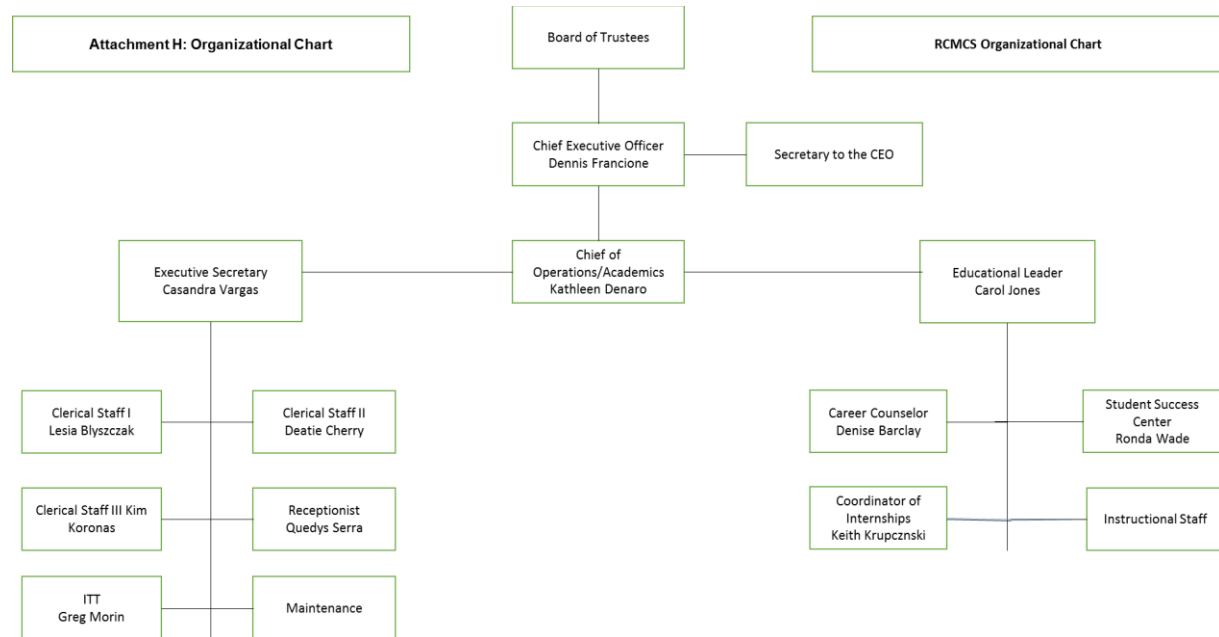 Attachment H: Organizational Chart
Board of Trustees
RCMCS Organizational Chart
Chief Executive Officer
Dennis Francione
Secretary to the CEO
Executive Secretary
Casandra Vargas
Chief of
Operations/Academics
Kathleen Denaro
Educational Leader
Carol Jones
Clerical Staff I
Lesia Blyszczak
Clerical Staff II
Deatie Cherry
Career Counselor
Denise Barclay
Student Success
Center
Ronda Wade
Clerical Staff III Kim
Koronas
Receptionist
Quedys Serra
Coordinator of
Internships
Keith Krupcznski
Instructional Staff
ITT
Greg Morin
Maintenance